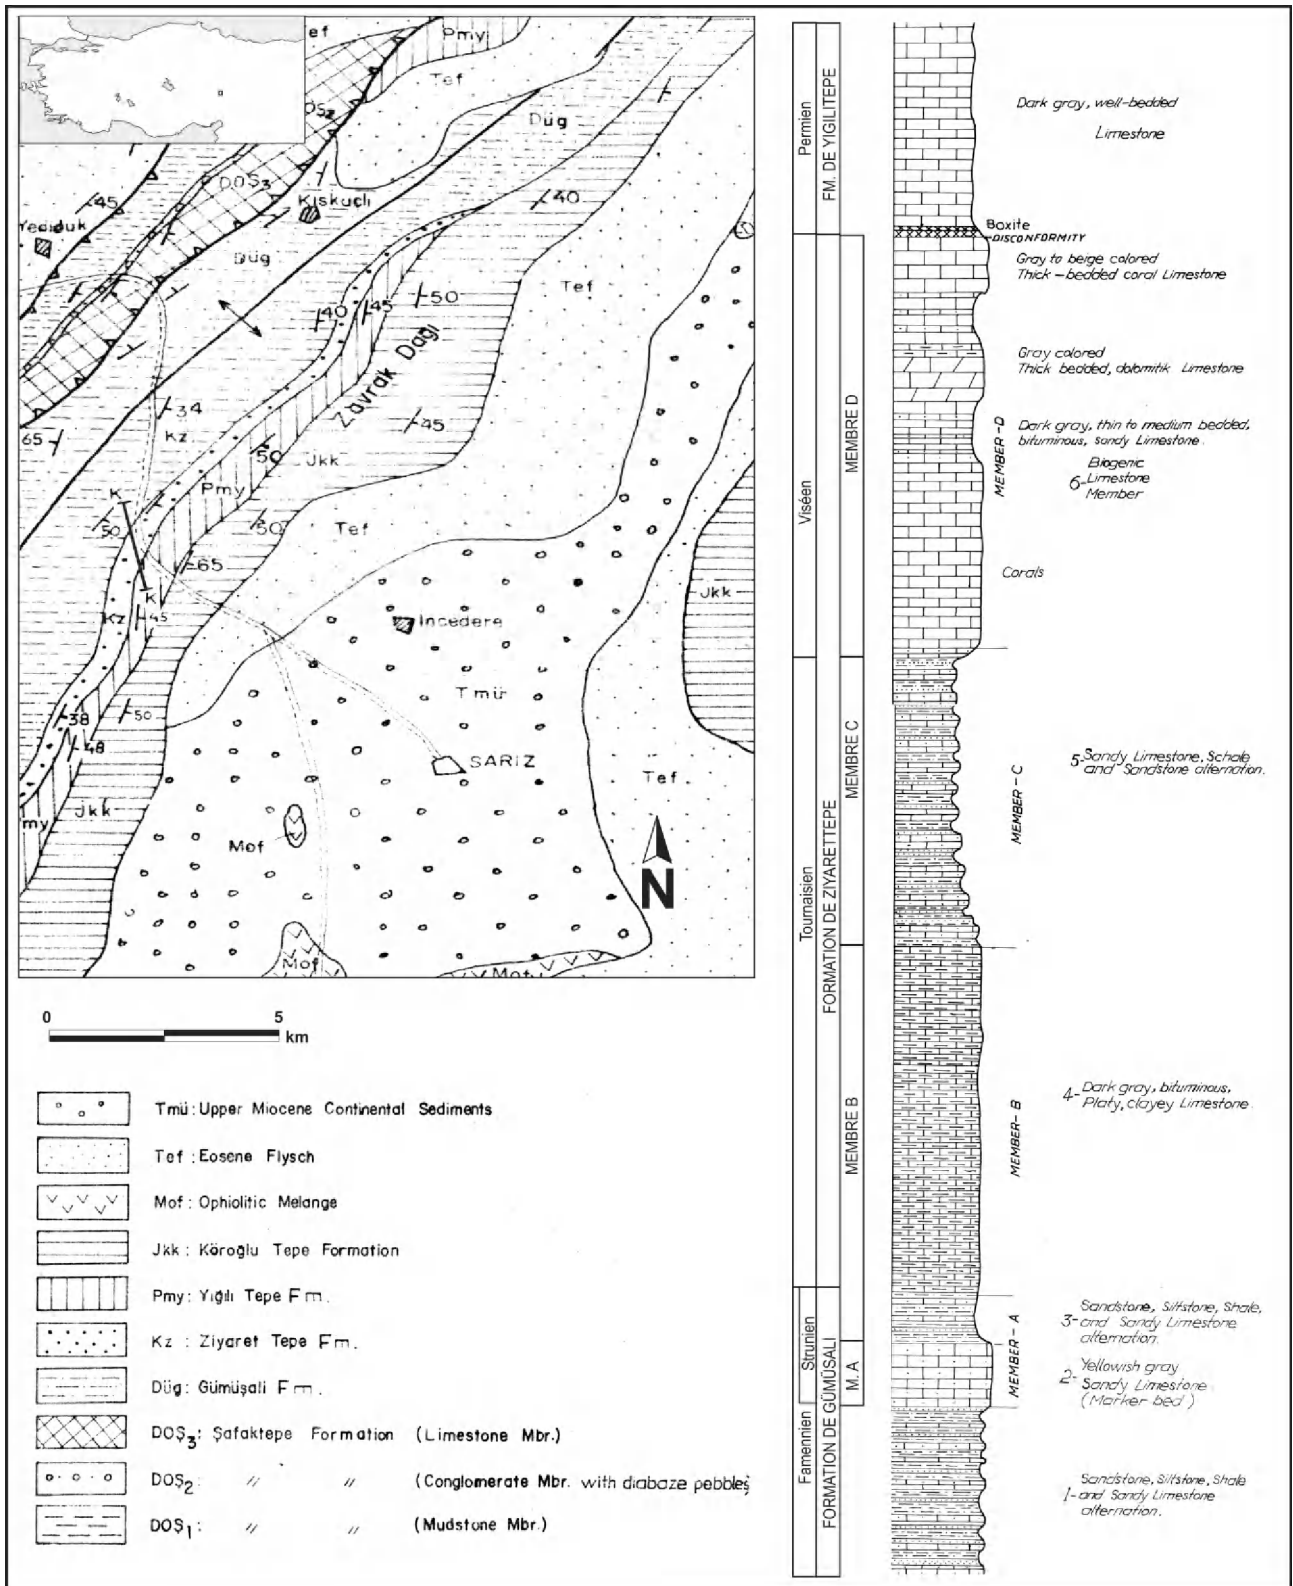 ef
Pmy
Tef
DOŞ2
Düg
DOŞ3
45
Kışkuçlı
40
Yediduk
Düg
Tef
50
40
45
Zavrak Dağı
34
65
Kz
45
50
Jkk
Pmy
K
50
50
Tef
65
K
Jkk
Kz
45
Incedere
Tmü
50
38
48
SARIZ
Tef
Jkk
my
Mof
N
Mof
Mof
0
5
km
Tmü : Upper Miocene Continental Sediments
Tef : Eosene Flysch
Mof : Ophiolitic Melange
Jkk : Köroğlu Tepe Formation
Pmy: Yığılı Tepe Fm.
Kz : Ziyaret Tepe Fm.
Düg: Gümüşali Fm.
DOŞ3: Şafaktepe Formation (Limestone Mbr.)
DOŞ2: " " (Conglomerate Mbr. with diabaze pebbles)
DOŞ1: " " (Mudstone Mbr.)
Permien
FM. DE YIGILITEPE
Viséen
MEMBRE D
Tournaisien
FORMATION DE ZIYARETTEPE
MEMBRE C
MEMBRE B
Strunien
M. A
Famennien
FORMATION DE GÜMÜSALI
Dark gray, well-bedded
Limestone
Boxite
DISCONFORMITY
Gray to beige colored
Thick-bedded coral Limestone
Gray colored
Thick bedded, dolomitik Limestone
MEMBER-D
Dark gray, thin to medium bedded,
bituminous, sandy Limestone.
Biogenic
6- Limestone
Member
Corals
MEMBER-C
5- Sandy Limestone, Schale
and Sandstone alternation.
MEMBER-B
4- Dark gray, bituminous,
Platy, clayey Limestone.
MEMBER-A
Sandstone, Siltstone, Shale,
3- and Sandy Limestone
alternation.
Yellowish gray
2- Sandy Limestone
(Marker bed)
Sandstone, Siltstone, Shale
1- and Sandy Limestone
alternation.